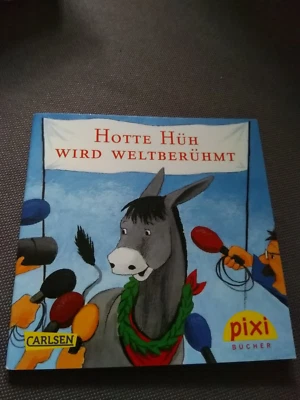 HOTTE HÜH
WIRD WELTBERÜHMT
CARLSEN
pixi
BÜCHER